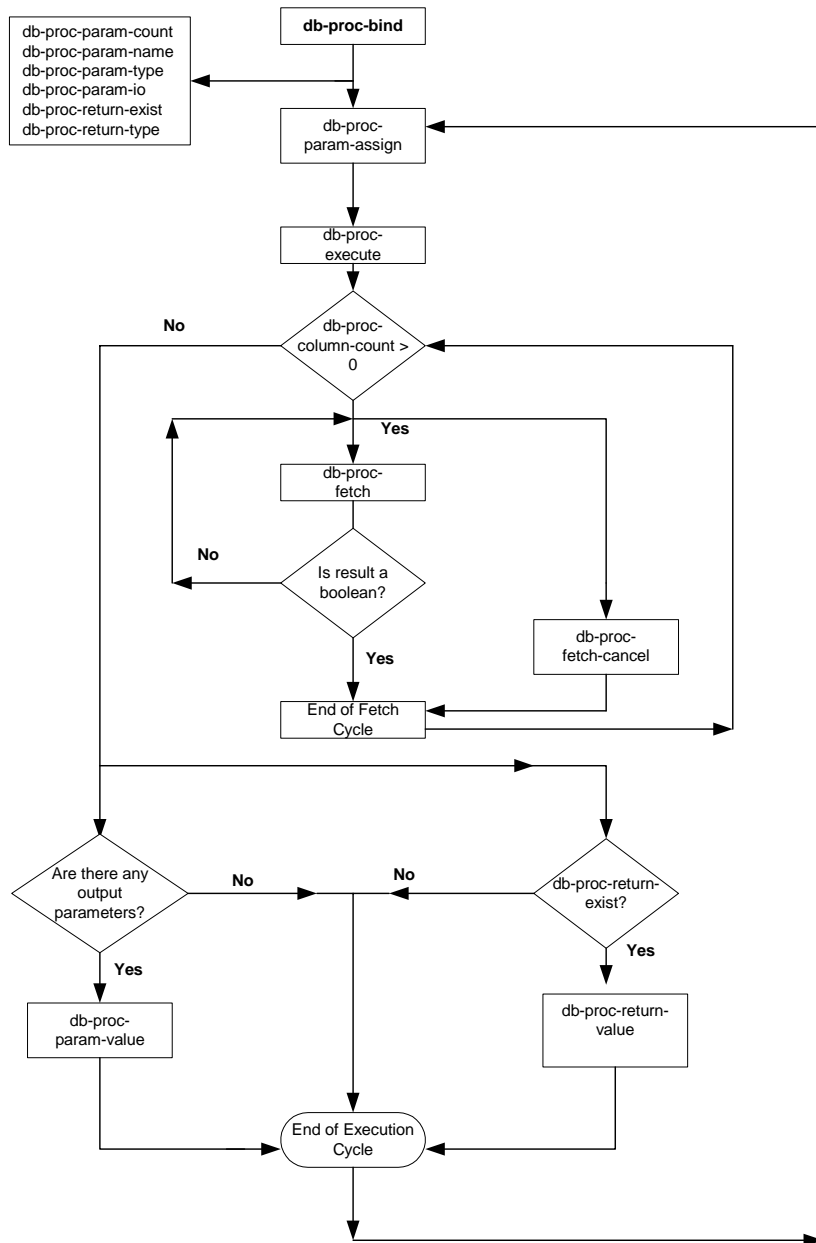 db-proc-param-count
db-proc-param-name
db-proc-param-type
db-proc-param-io
db-proc-return-exist
db-proc-return-type
db-proc-bind
db-proc-
param-assign
db-proc-
execute
No
db-proc-
column-count >
0
Yes
db-proc-
fetch
No
Is result a
boolean?
db-proc-
fetch-cancel
Yes
End of Fetch
Cycle
Are there any
output
parameters?
No
No
db-proc-return-
exist?
Yes
Yes
db-proc-
param-value
db-proc-return-
value
End of Execution
Cycle